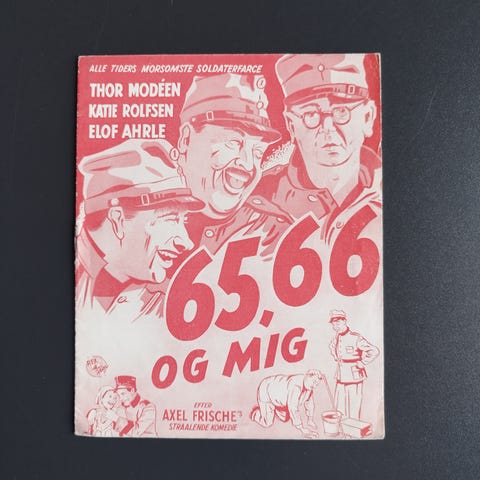 ALLE TIDERS MORSOMSTE SOLDATERFARCE
THOR MODÉEN
KATIE ROLFSEN
ELOF AHRLE
65, 66
OG MIG
EFTER
AXEL FRISCHE'S
STRAALENDE KOMEDIE